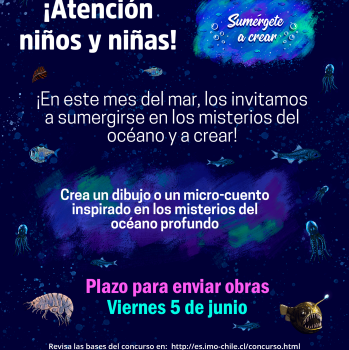 ¡Atención
niños y niñas!
Sumérgete
a crear
¡En este mes del mar, los invitamos
a sumergirse en los misterios del
océano y a crear!
Crea un dibujo o un micro-cuento
inspirado en los misterios del
océano profundo
Plazo para enviar obras
Viernes 5 de junio
Revisa las bases del concurso en: http://es.imo-chile.cl/concurso.html